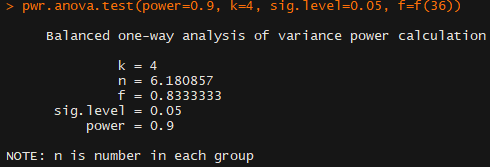 > pwr.anova.test(power=0.9, k=4, sig.level=0.05, f=f(36))
Balanced one-way analysis of variance power calculation
k = 4
n = 6.180857
f = 0.8333333
sig.level = 0.05
power = 0.9
NOTE: n is number in each group